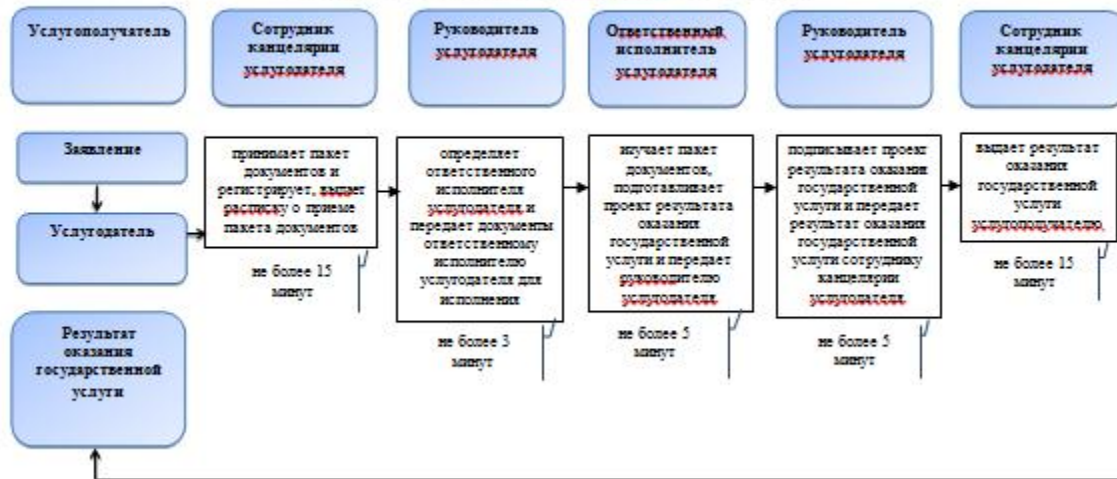 Услугополучатель
Сотрудник
канцелярии
услугодателя
Руководитель
услугодателя
Ответственный
исполнитель
услугодателя
Руководитель
услугодателя
Сотрудник
канцелярии
услугодателя
Заявление
Услугодатель
Результат
оказания
государственной
услуги
принимает пакет
документов и
регистрирует, выдает
расписку о приеме
пакета документов
не более 15
минут
определяет
ответственного
исполнителя
услугодателя и
передает документы
ответственному
исполнителю
услугодателя для
исполнения
не более 3
минут
изучает пакет
документов,
подготавливает
проект результата
оказания
государственной
услуги и передает
руководителю
услугодателя
не более 5
минут
подписывает проект
результата оказания
государственной
услуги и передает
результат оказания
государственной
услуги сотруднику
канцелярии
услугодателя
не более 5
минут
выдает результат
оказания
государственной
услуги
услугополучателю
не более 15
минут